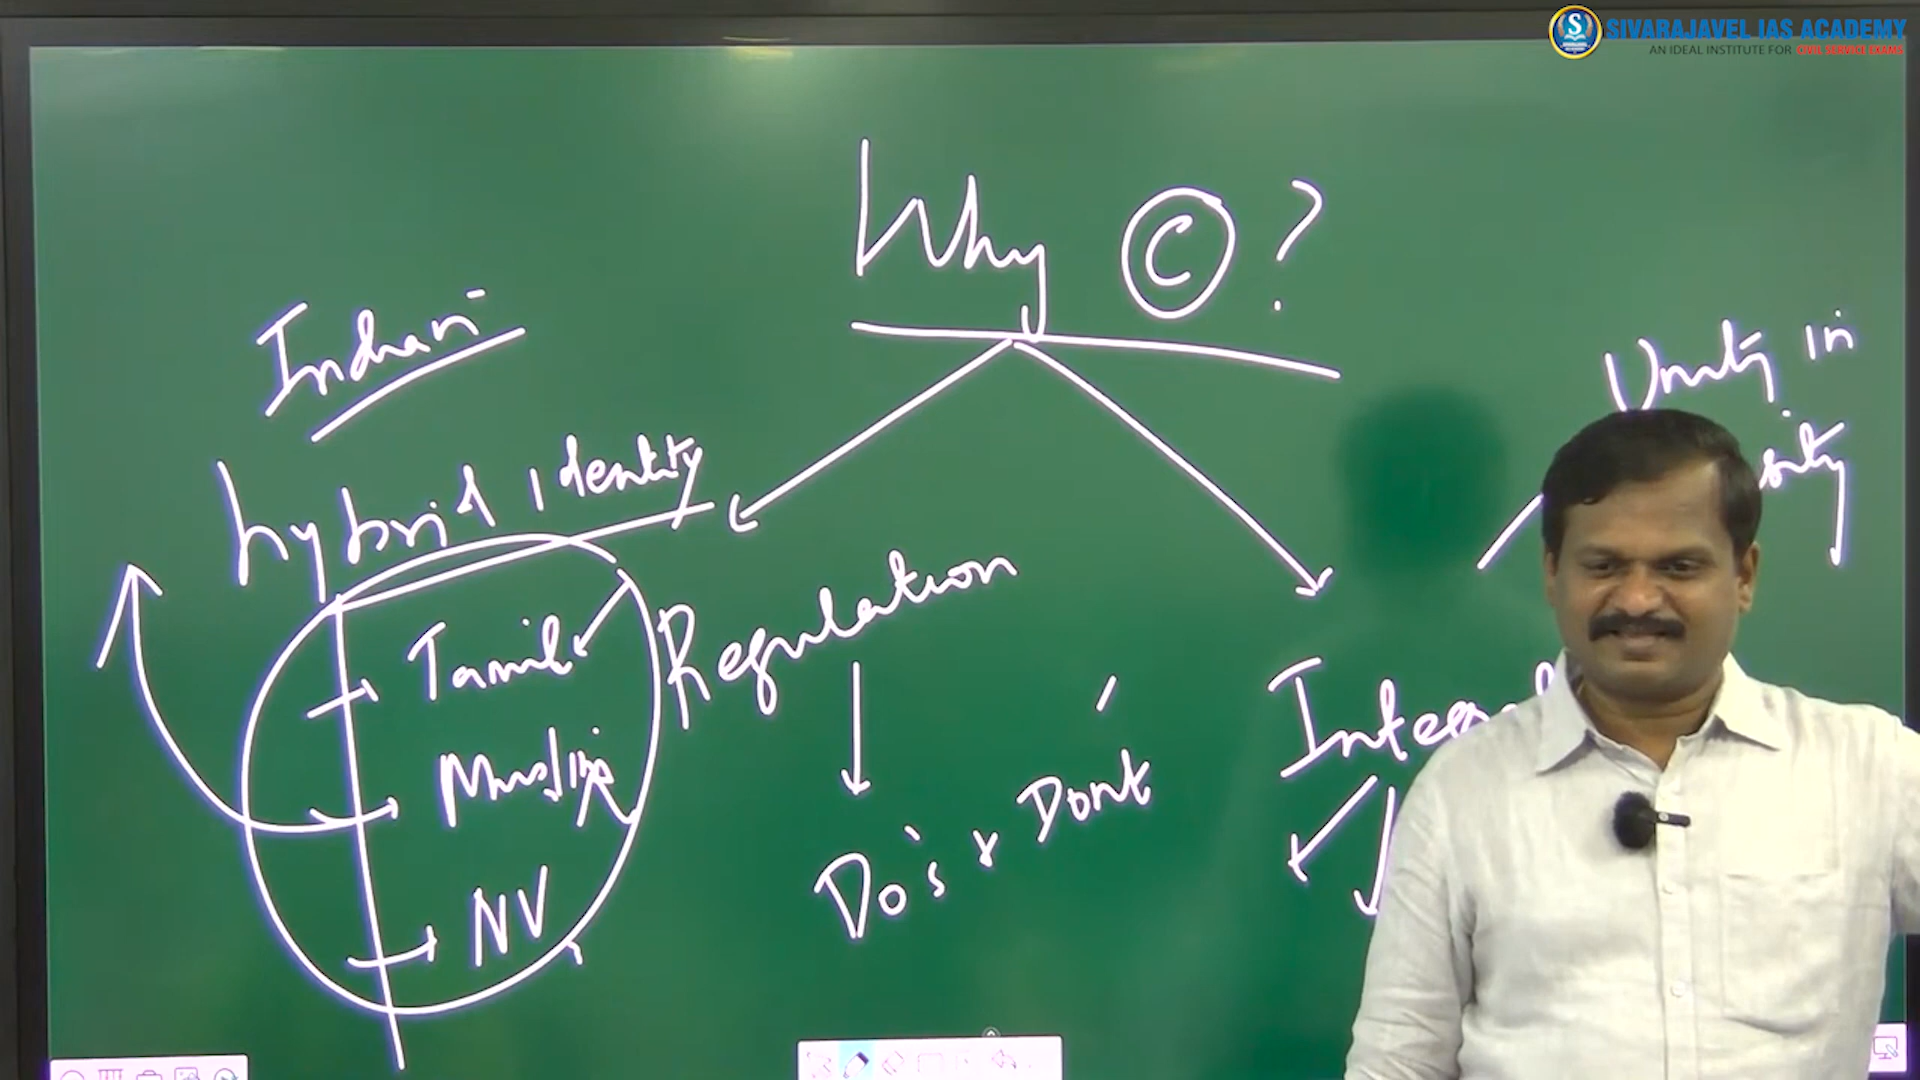 SIVARAJAVEL IAS ACADEMY
AN IDEAL INSTITUTE FOR CIVIL SERVICE EXAMS
Why © ?
Indian
hybrid identity
Tamil
Muslim
NV
Regulation
Do's & Don't
Unity in